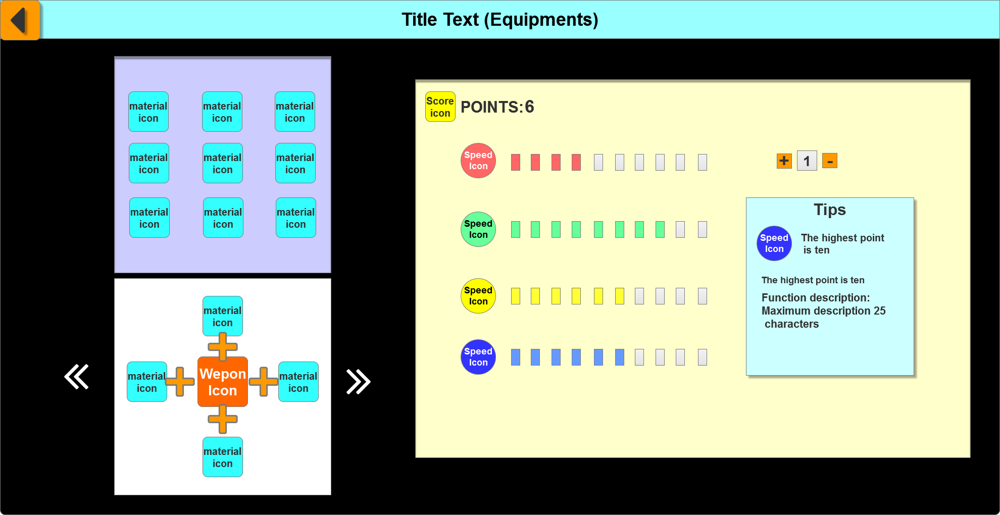 Title Text (Equipments)
material
icon
material
icon
material
icon
material
icon
material
icon
material
icon
material
icon
material
icon
material
icon
material
icon
material
icon
Wepon
Icon
material
icon
material
icon
Score
icon
POINTS:6
Speed
Icon
+ 1 -
Speed
Icon
Speed
Icon
Speed
Icon
Tips
Speed
Icon
The highest point
is ten
The highest point is ten
Function description:
Maximum description 25
characters